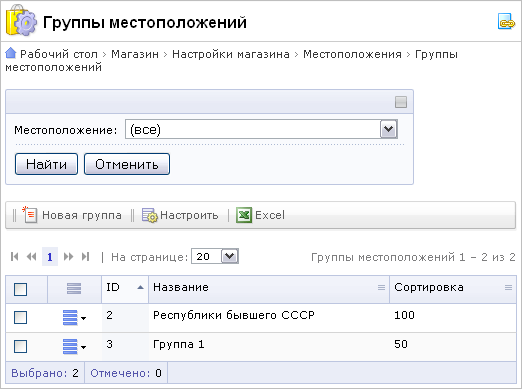 Группы местоположений
Рабочий стол › Магазин › Настройки магазина › Местоположения › Группы
местоположений
Местоположение: (все)
Найти Отменить
Новая группа Настроить Excel
1 На странице: 20 Группы местоположений 1 – 2 из 2
ID Название Сортировка
2 Республики бывшего СССР 100
3 Группа 1 50
Выбрано: 2 Отмечено: 0